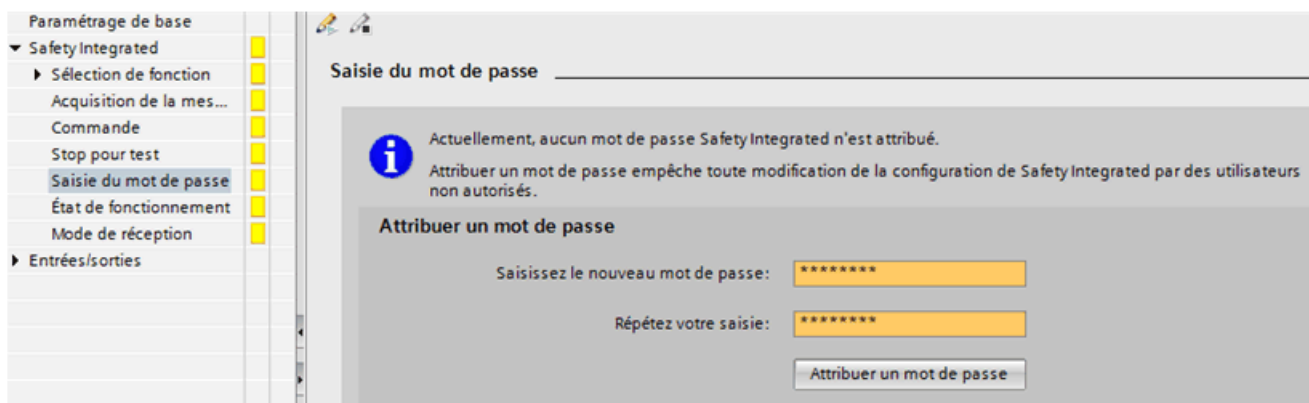 Paramétrage de base
Safety Integrated
Sélection de fonction
Acquisition de la mes...
Commande
Stop pour test
Saisie du mot de passe
État de fonctionnement
Mode de réception
Entrées/sorties
Saisie du mot de passe
Actuellement, aucun mot de passe Safety Integrated n'est attribué.
Attribuer un mot de passe empêche toute modification de la configuration de Safety Integrated par des utilisateurs
non autorisés.
Attribuer un mot de passe
Saisissez le nouveau mot de passe: ********
Répétez votre saisie: ********
Attribuer un mot de passe